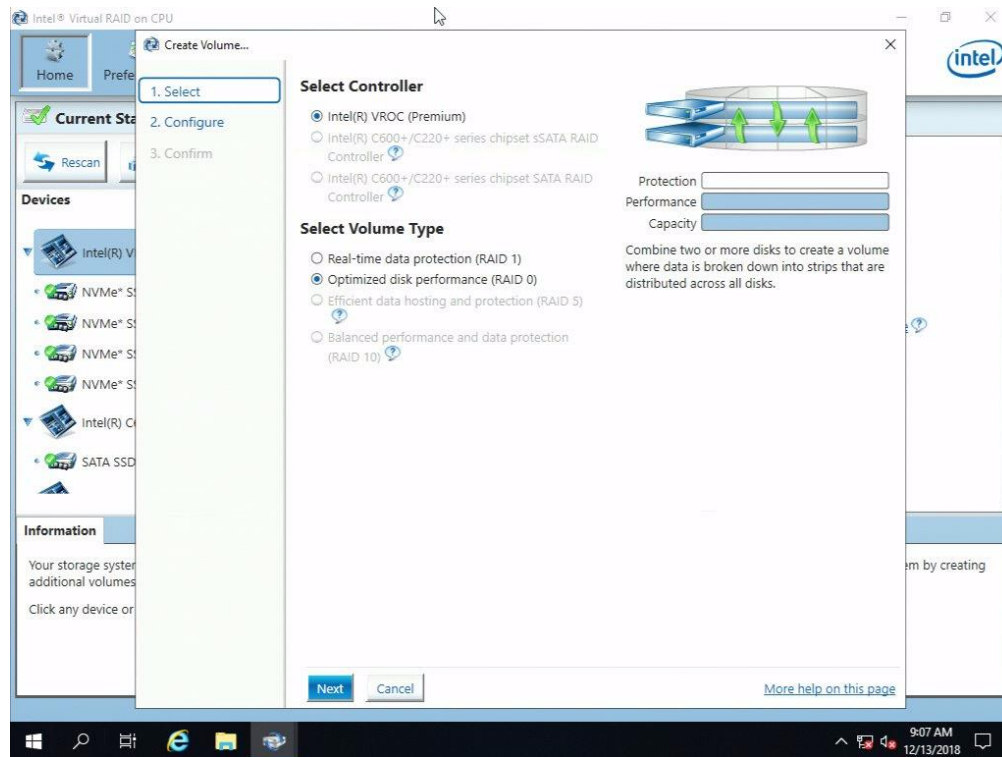 Intel® Virtual RAID on CPU
Home
intel
Current
Rescan
Devices
Intel(R)
NVMe*
NVMe*
NVMe*
NVMe*
Intel(R)
SATA SSD
Information
Your storage
em by creating
additional volumes
Click any device or
Create Volume...
1. Select
2. Configure
3. Confirm
Select Controller
Intel(R) VROC (Premium)
Intel(R) C600+/C220+ series chipset sSATA RAID
Controller ?
Intel(R) C600+/C220+ series chipset SATA RAID
Controller ?
Select Volume Type
Real-time data protection (RAID 1)
Optimized disk performance (RAID 0)
Efficient data hosting and protection (RAID 5)
?
Balanced performance and data protection
(RAID 10) ?
Protection
Performance
Capacity
Combine two or more disks to create a volume
where data is broken down into strips that are
distributed across all disks.
?
Next
Cancel
More help on this page
9:07 AM
12/13/2018